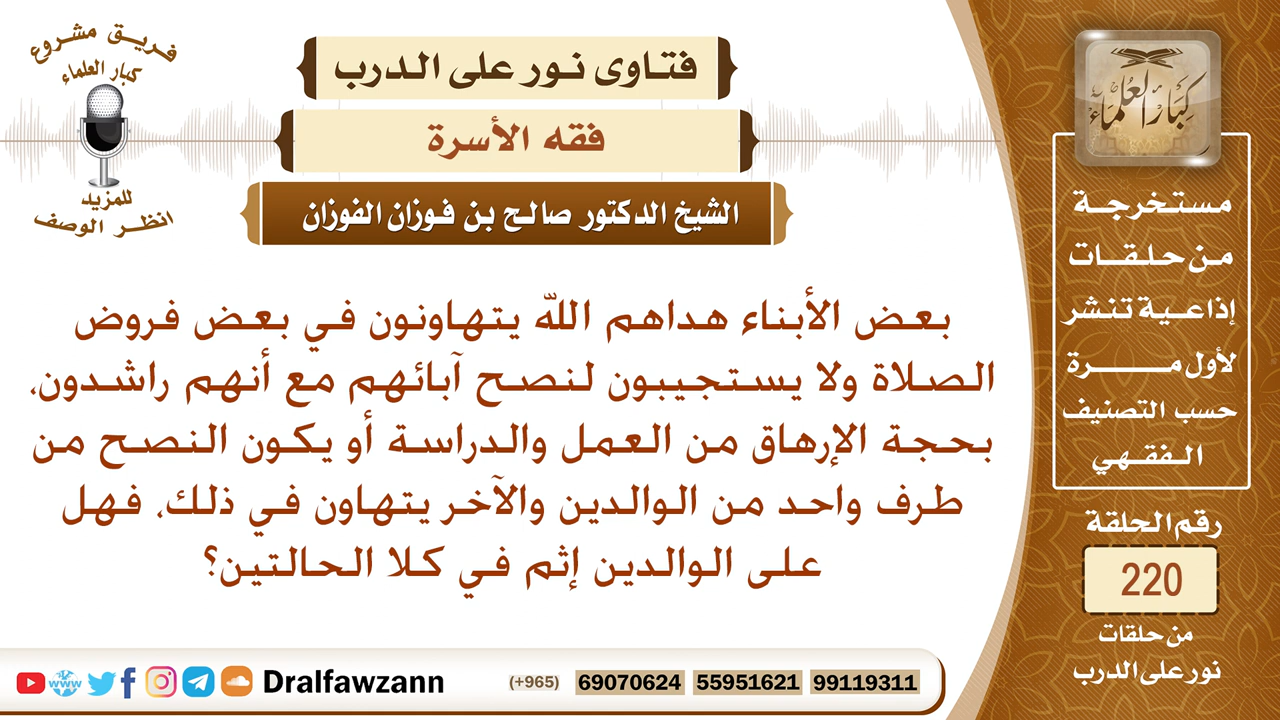 فريق مشروع
كبار العلماء
للمزيد
انظر الوصف
فتاوى نور على الدرب
فقه الأسرة
الشيخ الدكتور صالح بن فوزان الفوزان
بعض الأبناء هداهم الله يتهاونون في بعض فروض
الصلاة ولا يستجيبون لنصح آبائهم مع أنهم راشدون،
بحجة الإرهاق من العمل والدراسة أو يكون النصح من
طرف واحد من الوالدين والآخر يتهاون في ذلك، فهل
على الوالدين إثم في كلا الحالتين؟
كبار العلماء
مستخرجة
من حلقات
إذاعية تنشر
لأول مرة
حسب التصنيف
الفقهي
رقم الحلقة
220
من حلقات
نور على الدرب
www
Dralfawzann (+965) 69070624 55951621 99119311